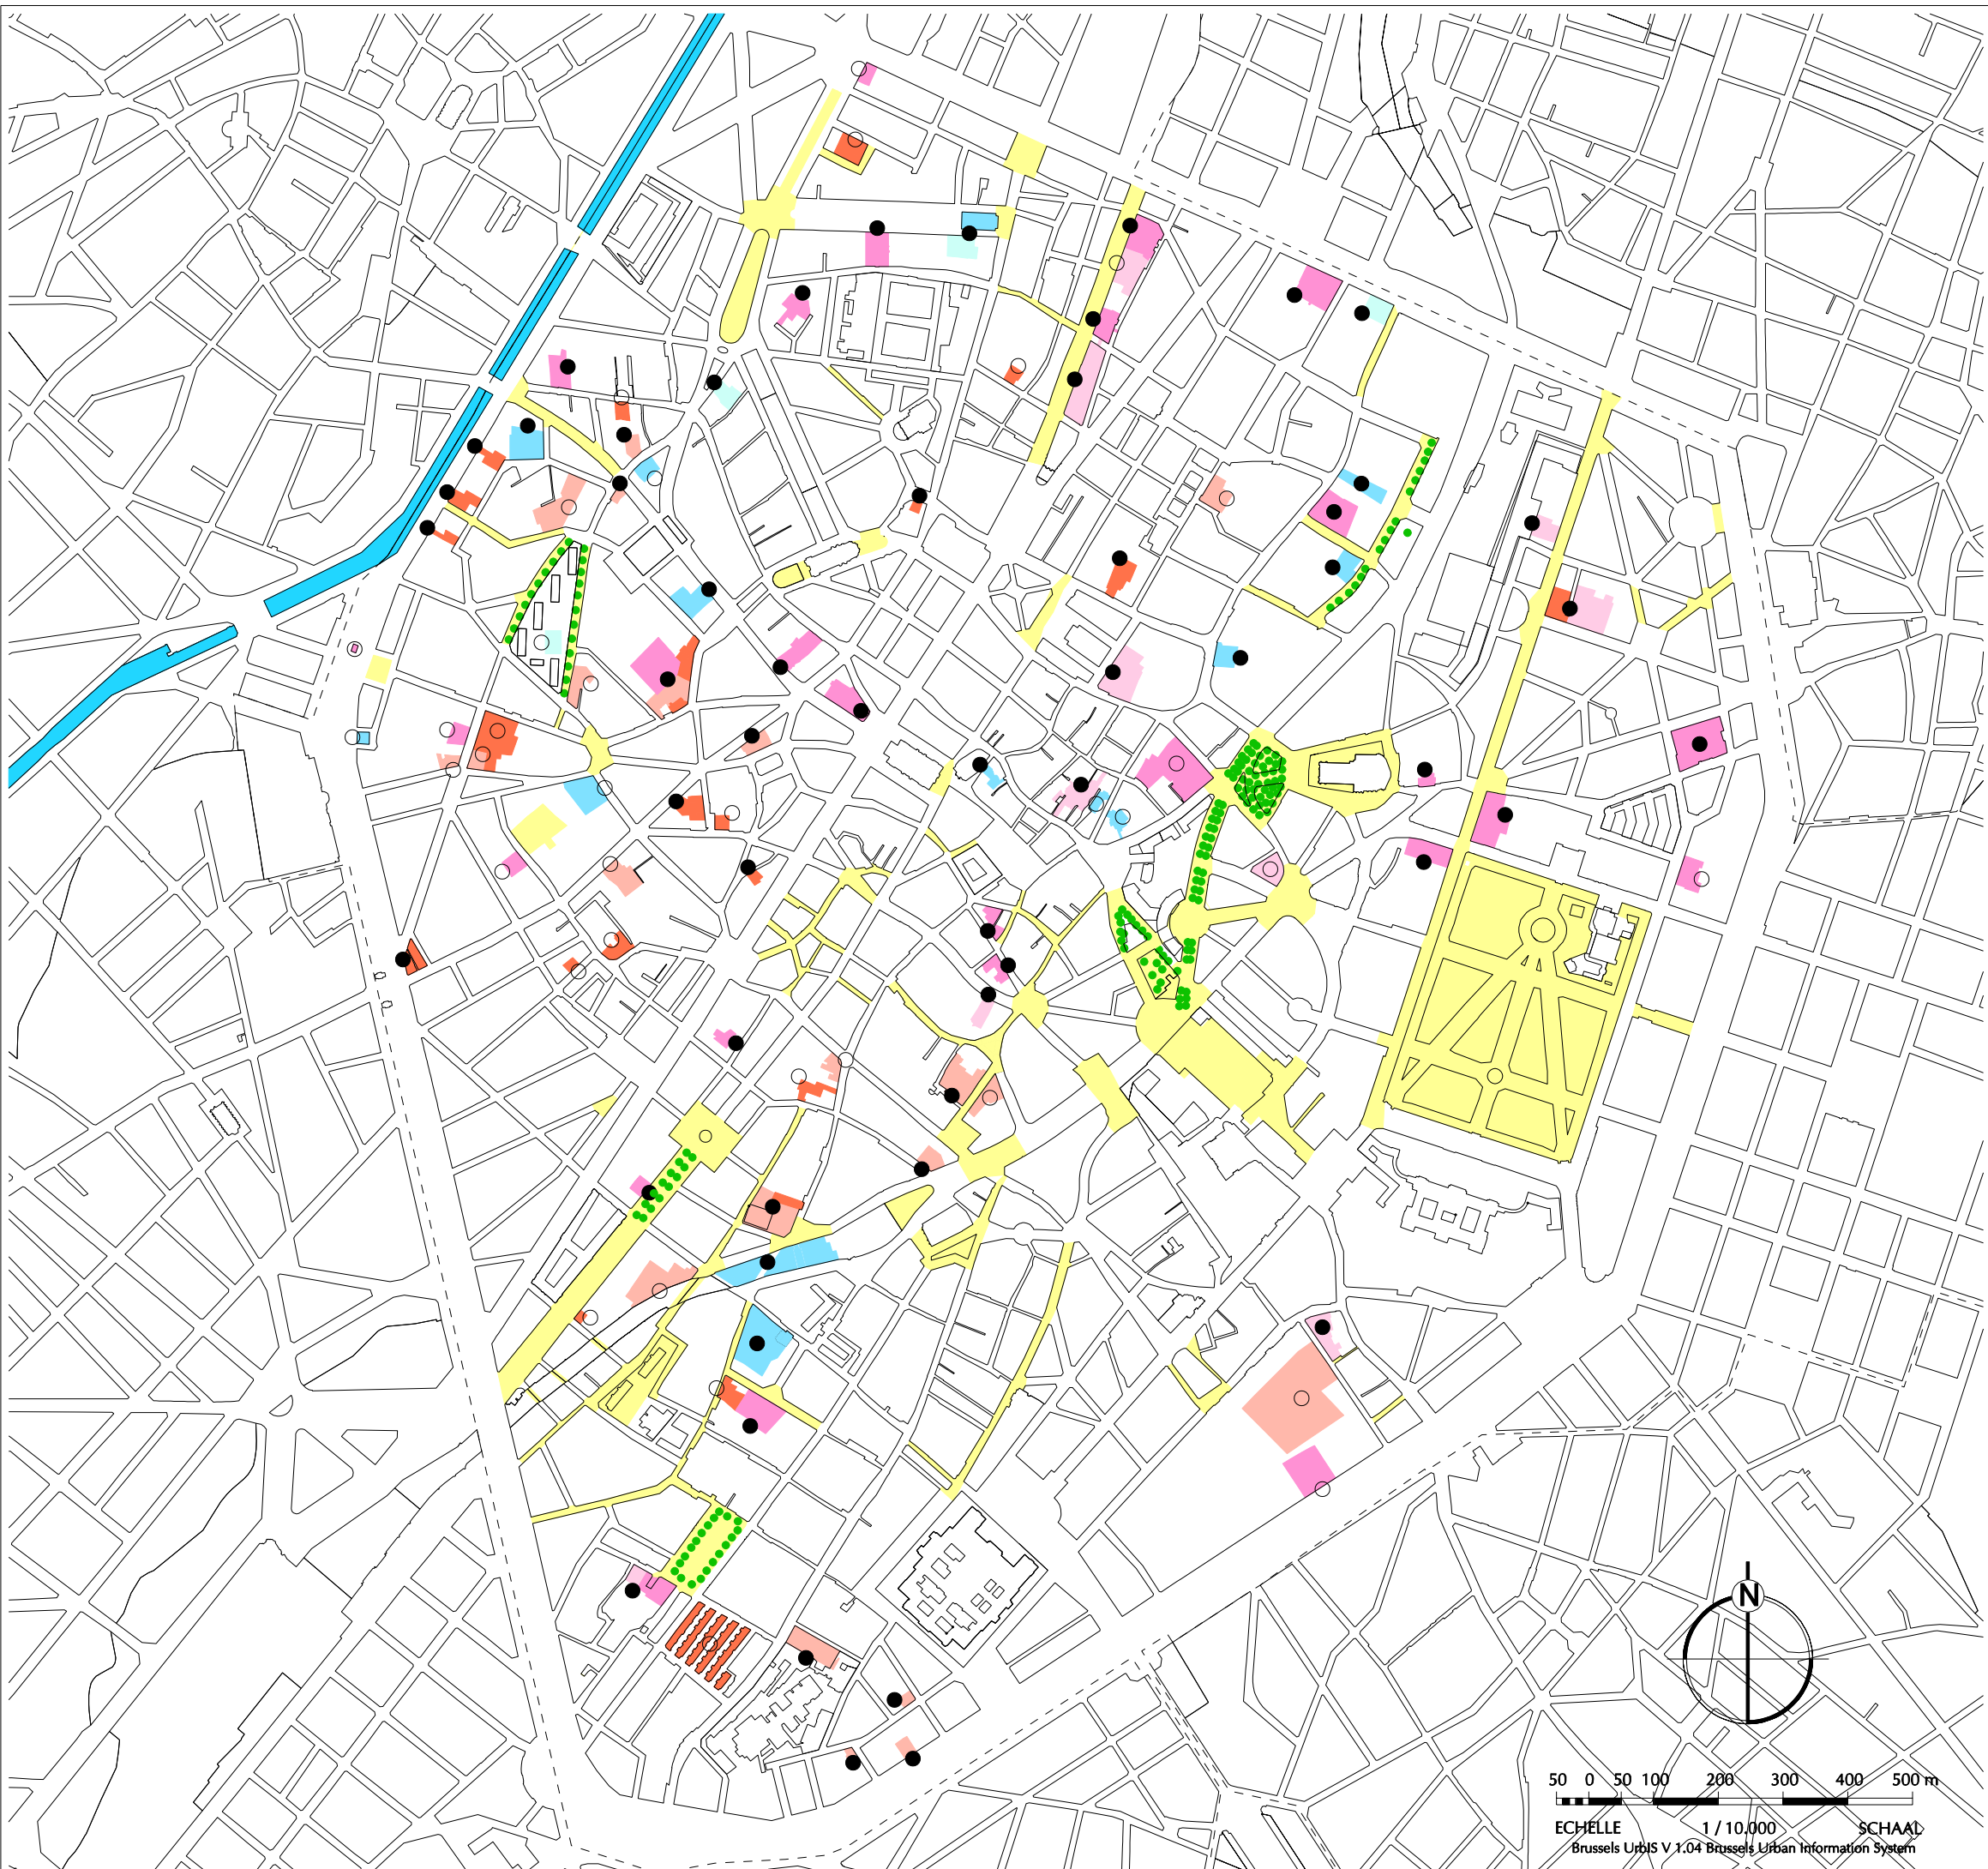 N
50 0 50 100 200 300 400 500 m
ECHELLE 1 / 10.000 SCHAAL
Brussels UrbIS V 1.04 Brussels Urban Information System